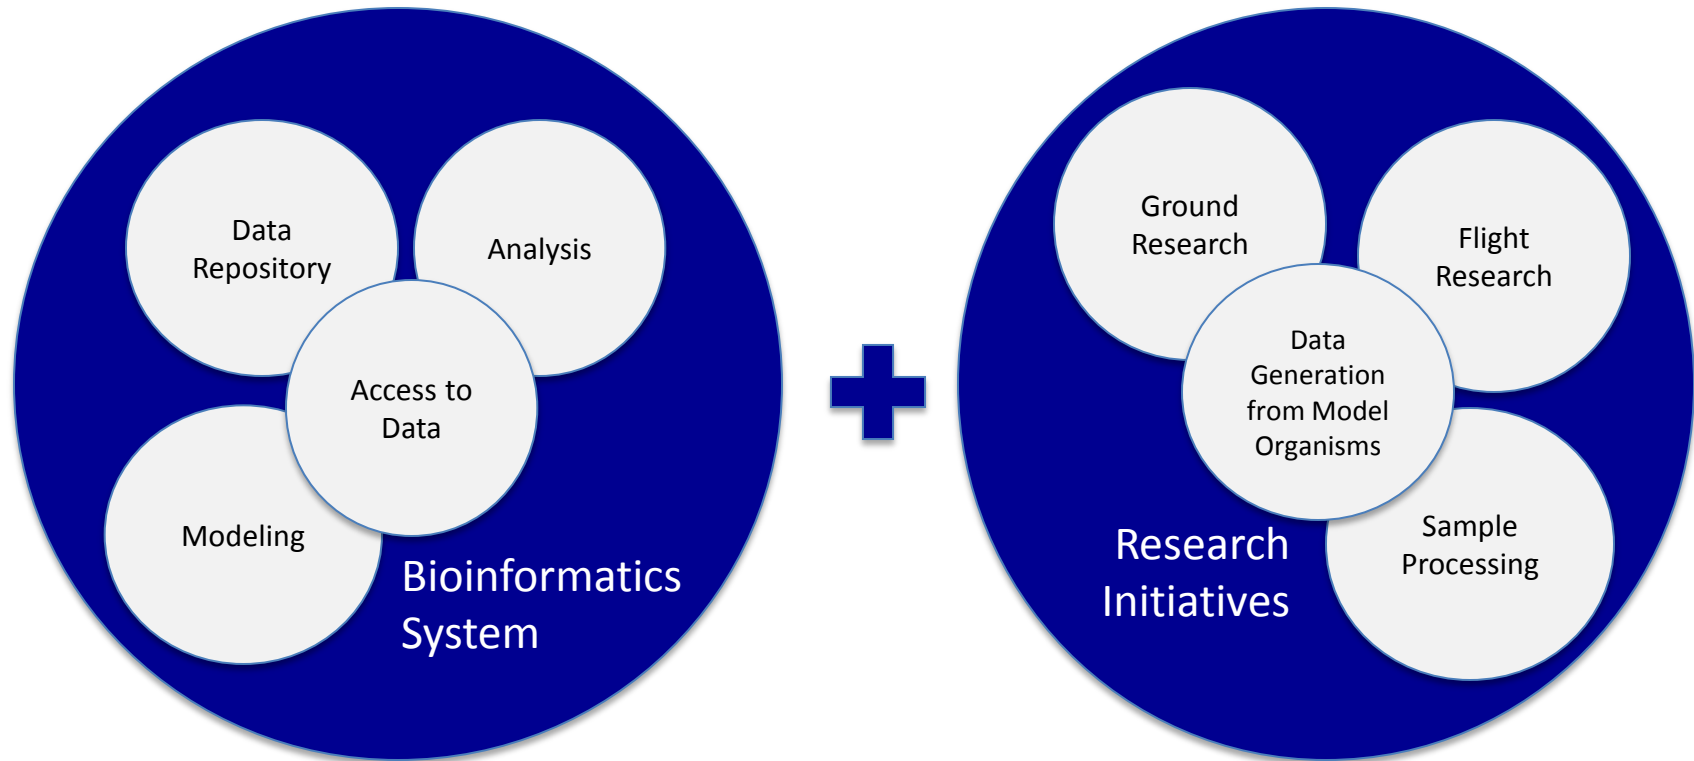 Data
Repository
Analysis
Access to
Data
Modeling
Bioinformatics
System
Ground
Research
Flight
Research
Data
Generation
from Model
Organisms
Sample
Processing
Research
Initiatives